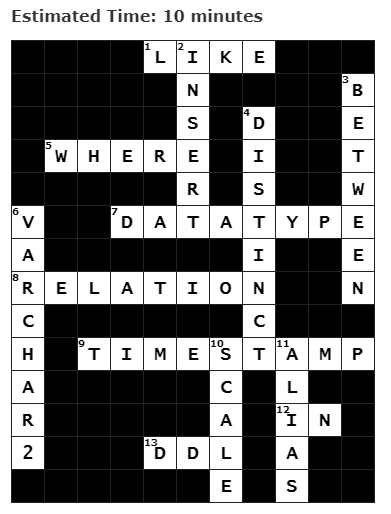 Estimated Time: 10 minutes
1 L 2 I K E
N 3 B
S 4 D E
5 W H E R E I T
R S W
6 V 7 D A T A T Y P E
A I E
8 R E L A T I O N N
C C
H 9 T I M E 10 S T 11 A M P
A C L
R A 12 I N
2 13 D D L A
E S